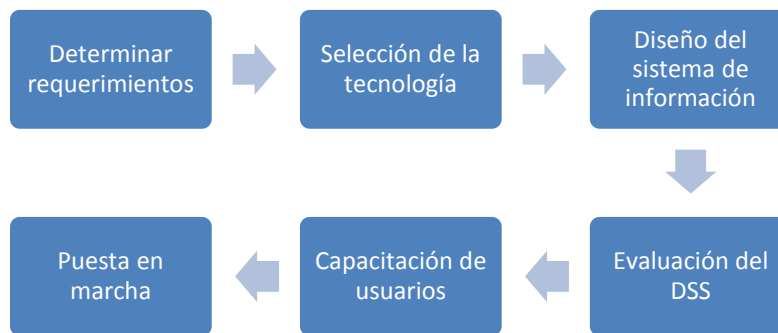 Determinar
requerimientos
Selección de la
tecnología
Diseño del
sistema de
información
Evaluación del
DSS
Capacitación de
usuarios
Puesta en
marcha